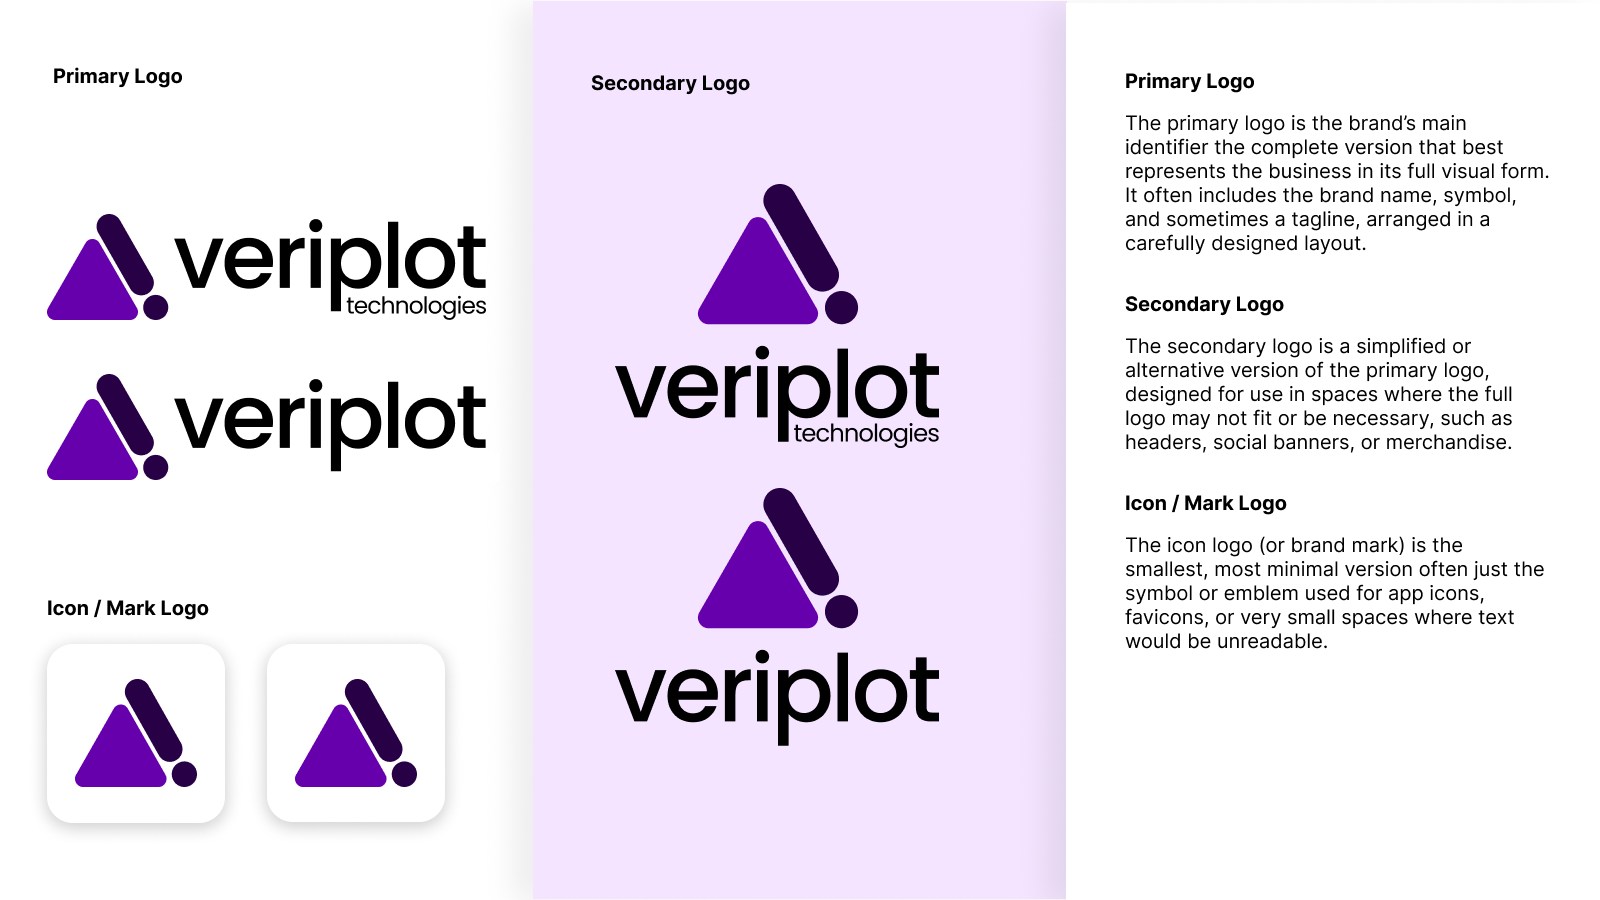 Primary Logo
veriplot
technologies
veriplot
Icon / Mark Logo
Secondary Logo
veriplot
technologies
veriplot
Primary Logo
The primary logo is the brand’s main
identifier the complete version that best
represents the business in its full visual form.
It often includes the brand name, symbol,
and sometimes a tagline, arranged in a
carefully designed layout.
Secondary Logo
The secondary logo is a simplified or
alternative version of the primary logo,
designed for use in spaces where the full
logo may not fit or be necessary, such as
headers, social banners, or merchandise.
Icon / Mark Logo
The icon logo (or brand mark) is the
smallest, most minimal version often just the
symbol or emblem used for app icons,
favicons, or very small spaces where text
would be unreadable.